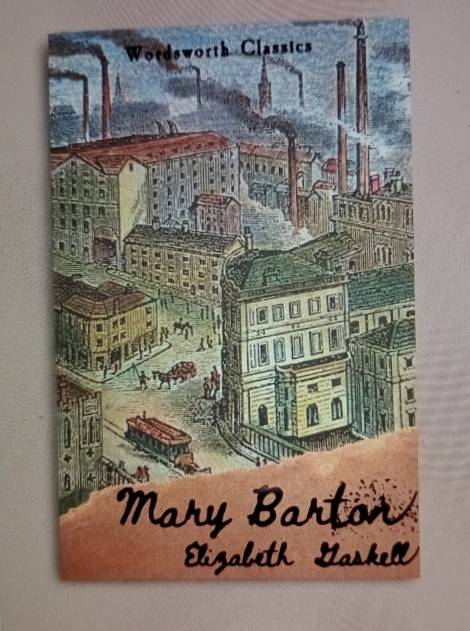 Wordsworth Classics
Mary Barton
Elizabeth Gaskell